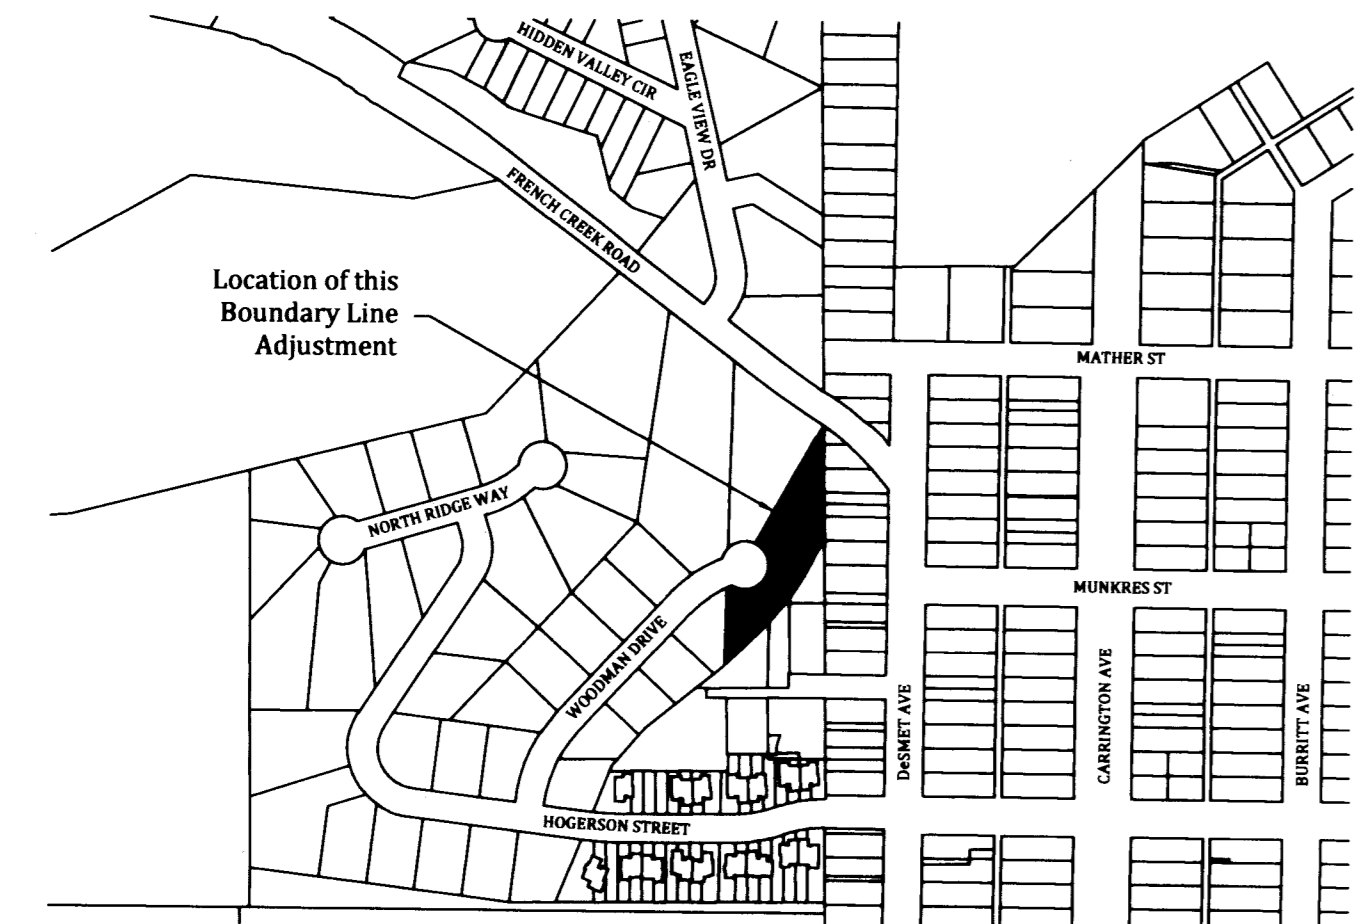 HIDDEN VALLEY CIR
EAGLE VIEW DR
FRENCH CREEK ROAD
Location of this
Boundary Line
Adjustment
MATHER ST
NORTH RIDGE WAY
MUNKRES ST
WOODMAN DRIVE
DeSMET AVE
CARRINGTON AVE
BURRITT AVE
HOGERSON STREET